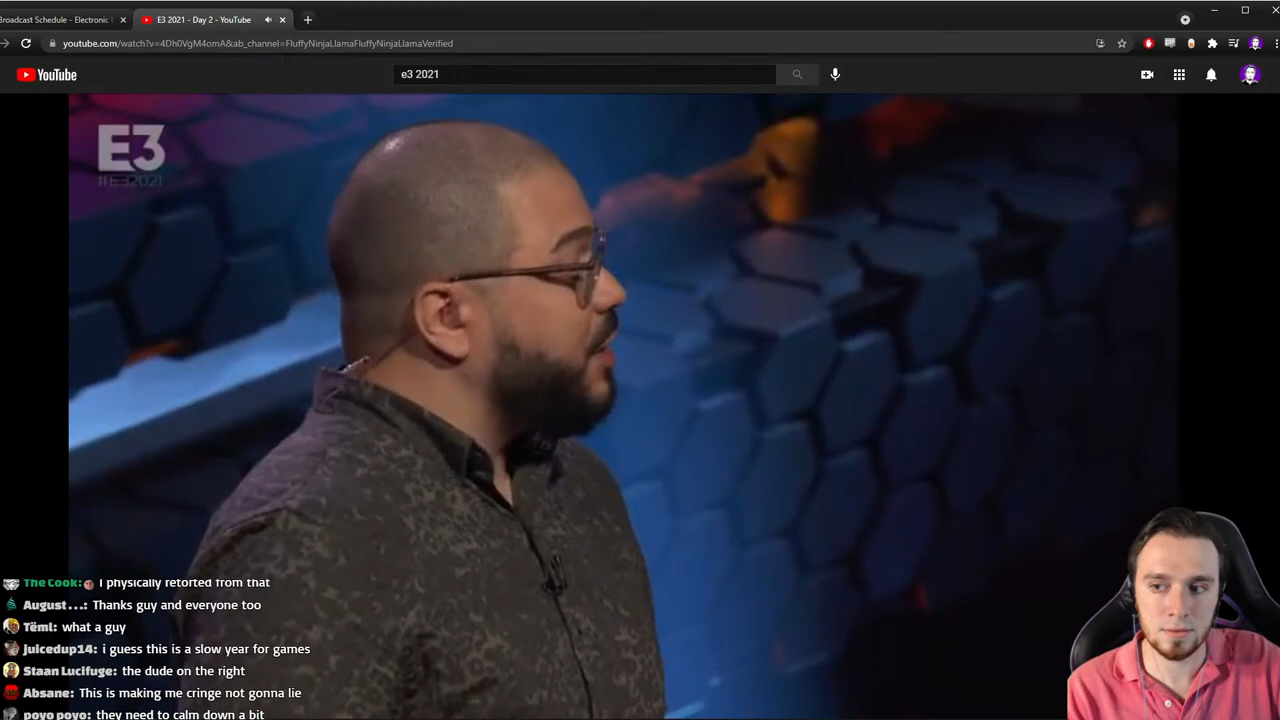 Broadcast Schedule - Electronic E
E3 2021 - Day 2 - YouTube
youtube.com/watch?v=4Dh0VgM4omA&ab_channel=FluffyNinjaLlamaFluffyNinjaLlamaVerified
YouTube
e3 2021
E3
#E32021
The Cook: I physically retorted from that
August...: Thanks guy and everyone too
Tëml: what a guy
juicedup14: i guess this is a slow year for games
Staan Lucifuge: the dude on the right
Absane: This is making me cringe not gonna lie
poyo poyo: they need to calm down a bit